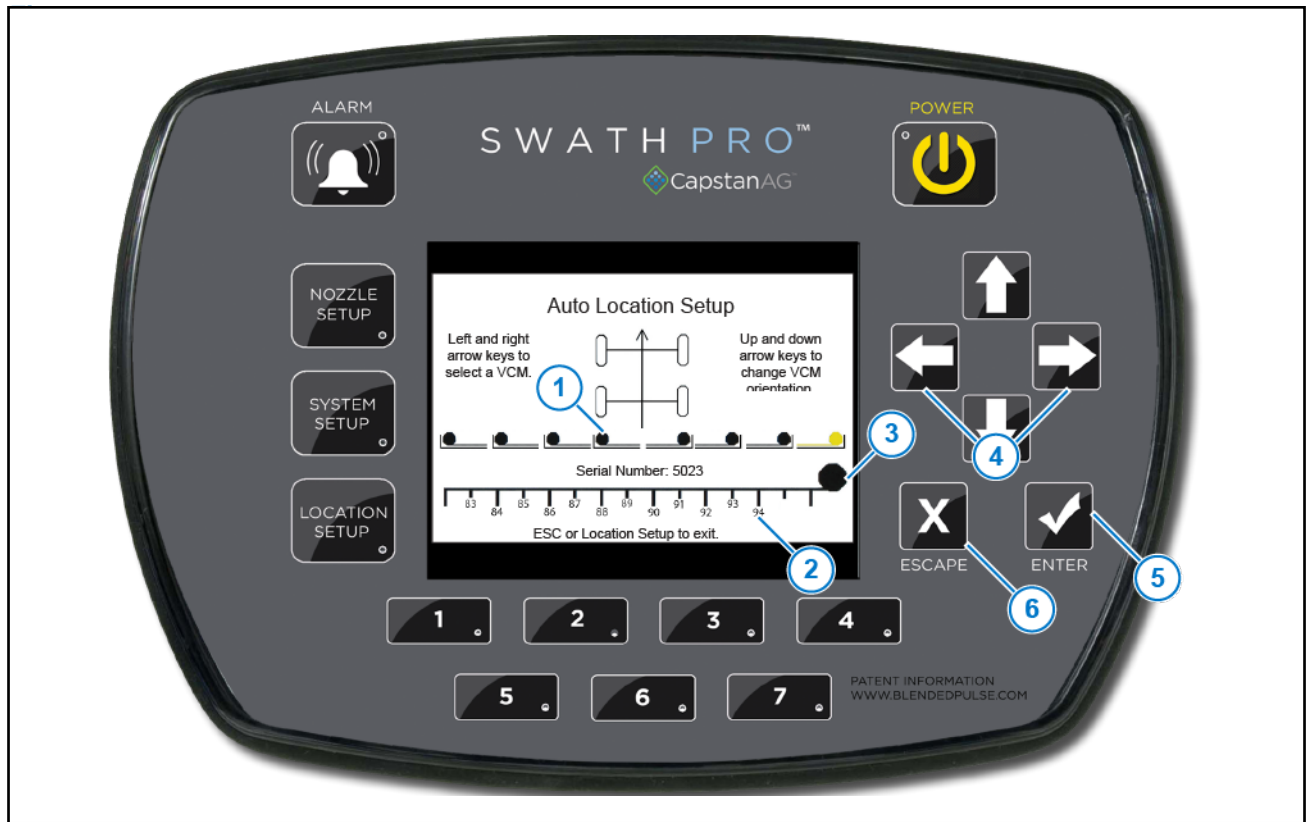 ALARM
POWER
SWATH PRO™
CapstanAG™
NOZZLE
SETUP
SYSTEM
SETUP
LOCATION
SETUP
Auto Location Setup
Left and right
arrow keys to
select a VCM.
Up and down
arrow keys to
change VCM
orientation
1
3
4
Serial Number: 5023
83 84 85 86 87 88 89 90 91 92 93 94
ESC or Location Setup to exit.
2
X
ESCAPE
ENTER
5
6
1
2
3
4
5
6
7
PATENT INFORMATION
WWW.BLENDEDPULSE.COM